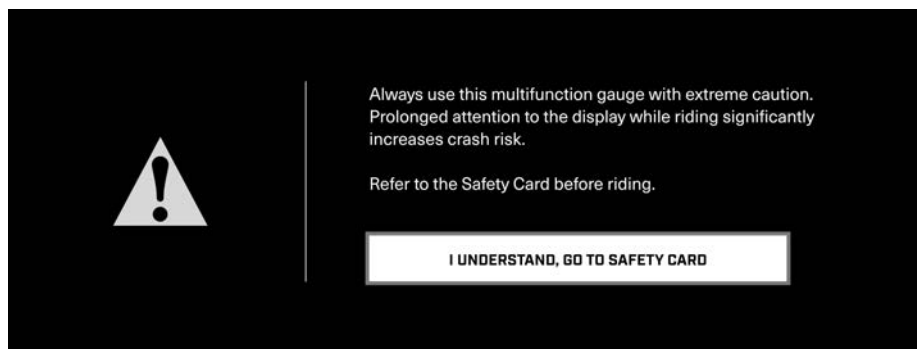 Always use this multifunction gauge with extreme caution.
Prolonged attention to the display while riding significantly
increases crash risk.
Refer to the Safety Card before riding.
I UNDERSTAND, GO TO SAFETY CARD